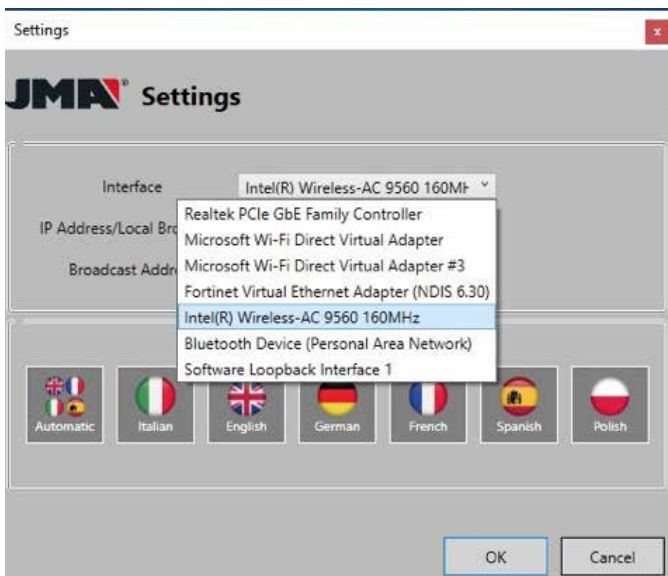 Settings
JMA® Settings
Interface
Intel(R) Wireless-AC 9560 160MH
IP Address/Local Bro
Broadcast Addr
Realtek PCIe GbE Family Controller
Microsoft Wi-Fi Direct Virtual Adapter
Microsoft Wi-Fi Direct Virtual Adapter #3
Fortinet Virtual Ethernet Adapter (NDIS 6.30)
Intel(R) Wireless-AC 9560 160MHz
Bluetooth Device (Personal Area Network)
Software Loopback Interface 1
Automatic
Italian
English
German
French
Spanish
Polish
OK
Cancel